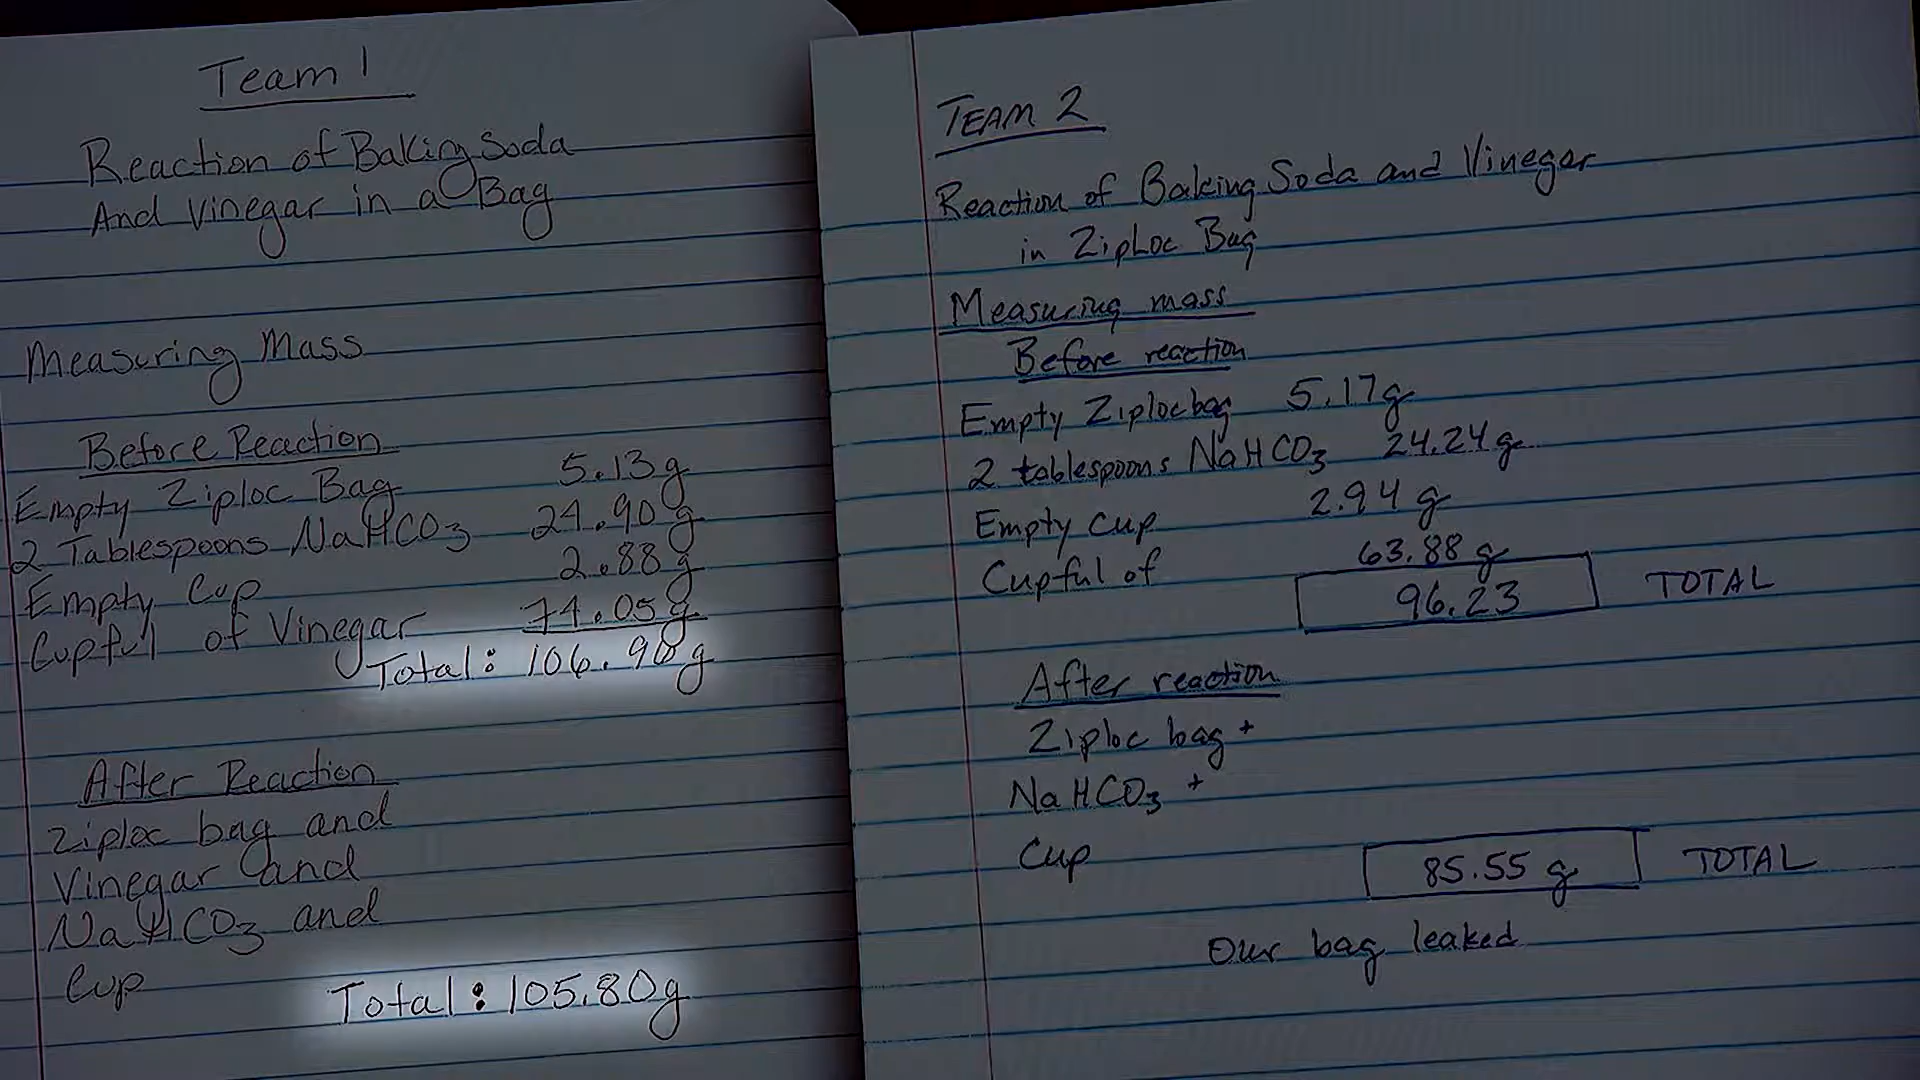 Team 1
Reaction of Baking Soda
And Vinegar in a Bag
Measuring Mass
Before Reaction
Empty Ziploc Bag 5.13g
2 Tablespoons NaHCO3 24.90g
Empty Cup 2.88g
Cupful of Vinegar 74.05g
Total: 106.96g
After Reaction
Ziploc bag and
Vinegar and
NaHCO3 and
Cup
Total: 105.80g
TEAM 2
Reaction of Baking Soda and Vinegar
in ZipLoc Bag
Measuring mass
Before reaction
Empty Ziploc bag 5.17g
2 tablespoons NaHCO3 24.24g
Empty cup 2.94 g
Cupful of 63.88 g
96.23 TOTAL
After reaction
Ziploc bag +
NaHCO3 +
Cup
85.55 g TOTAL
Our bag leaked